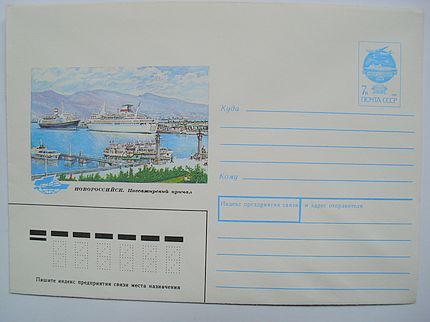 7к
ПОЧТА СССР
Куда
НОВОРОССИЙСК. Пассажирский причал
Кому
Индекс предприятия связи и адрес отправителя
Пишите индекс предприятия связи места назначения